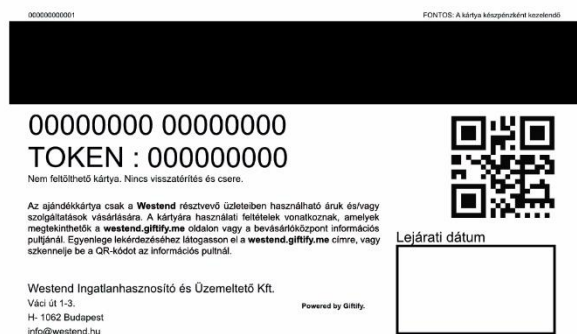 000000000001
FONTOS: A kártya készpénzként kezelendő.
00000000 00000000
TOKEN : 000000000
Nem feltölthető kártya. Nincs visszatérítés és csere.
Az ajándékkártya csak a Westend résztvevő üzleteiben használható áruk és/vagy
szolgáltatások vásárlására. A kártyára használati feltételek vonatkoznak, amelyek
megtekinthetők a westend.giftify.me oldalon vagy a bevásárlóközpont információs
pultjánál. Egyenlege lekérdezéséhez látogasson el a westend.giftify.me címre, vagy
szkennelje be a QR-kódot az információs pultnál.
Lejárati dátum
Westend Ingatlanhasznosító és Üzemeltető Kft.
Váci út 1-3.
Powered by Giftify.
H- 1062 Budapest
info@westend.hu